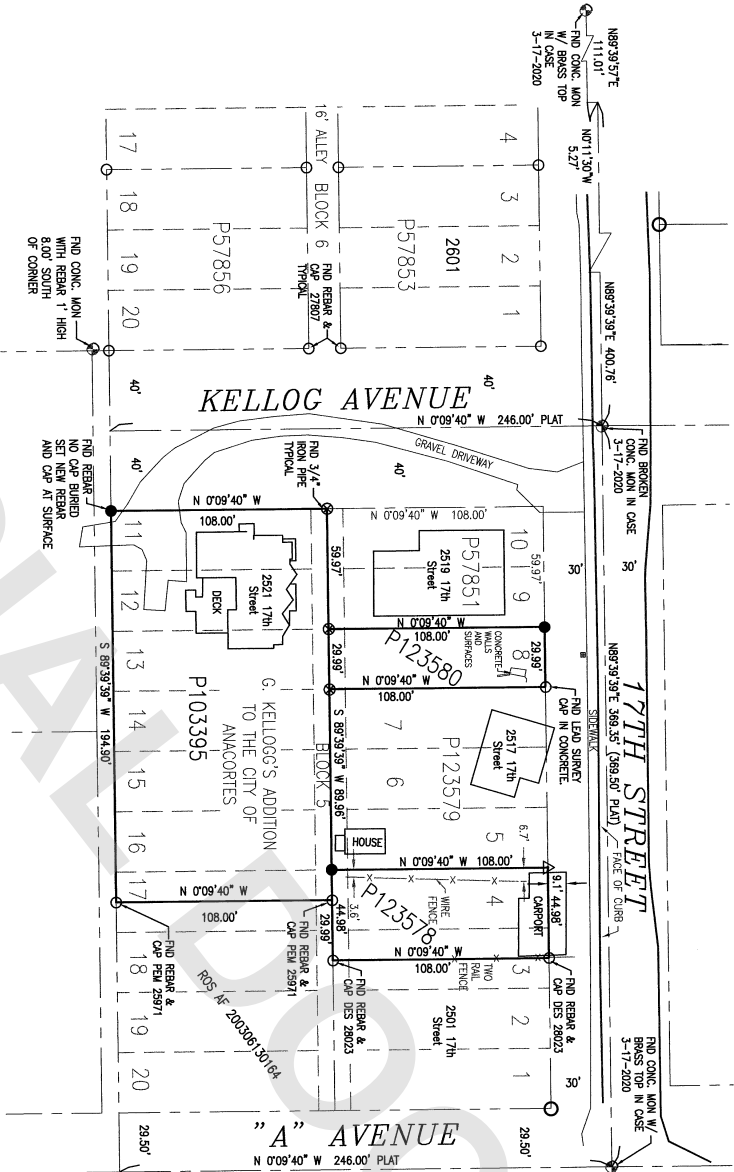 N89°39'57"E
111.01'
FND CONC. MON
W/ BRASS TOP
IN CASE
3-17-2020
N0°11'30"W
5.27'
N89°39'39"E 400.76'
FND BROKEN
CONC. MON IN CASE
3-17-2020
30'
30'
N89°39'39"E 369.35' (369.50' PLAT)
17TH STREET
SIDEWALK
FACE OF CURB
FND CONC. MON W/
BRASS TOP IN CASE
3-17-2020
30'
4
3
2
1
2601
P57853
16' ALLEY
BLOCK 6
FND REBAR &
CAP 27807
TYPICAL
P57856
17
18
19
20
FND CONC. MON
WITH REBAR 1' HIGH
8.00' SOUTH
OF CORNER
40'
40'
KELLOG AVENUE
N 0°09'40" W 246.00' PLAT
GRAVEL DRIVEWAY
40'
40'
FND REBAR
NO CAP BURIED
SET NEW REBAR
AND CAP AT SURFACE
FND 3/4"
IRON PIPE
TYPICAL
N 0°09'40" W
108.00'
N 0°09'40" W 108.00'
10
9
59.97'
P57851
2519 17th
Street
59.97'
N 0°09'40" W
108.00'
CONCRETE
WALLS
AND
SURFACES
8
29.99'
29.99'
P123580
N 0°09'40" W
108.00'
FND LEAD SURVEY
CAP IN CONCRETE.
7
6
5
2517 17th
Street
P123579
S 89°39'39" W 89.96'
BLOCK 5
HOUSE
6.7'
N 0°09'40" W 108.00'
9.1'
44.98'
CARPORT
4
WIRE
FENCE
3.6'
P123578
44.98'
29.99'
N 0°09'40" W
108.00'
TWO
RAIL
FENCE
3
2
1
FND REBAR &
CAP DES 28023
FND REBAR &
CAP DES 28023
2501 17th
Street
2521 17th
Street
DECK
11
12
13
14
15
16
17
18
19
20
P103395
G. KELLOGG'S ADDITION
TO THE CITY OF
ANACORTES
S 89°39'39" W 194.90'
N 0°09'40" W
108.00'
FND REBAR &
CAP PEM 25971
FND REBAR &
CAP PEM 25971
ROS AF 200306130164
29.50'
29.50'
"A" AVENUE
N 0°09'40" W 246.00' PLAT